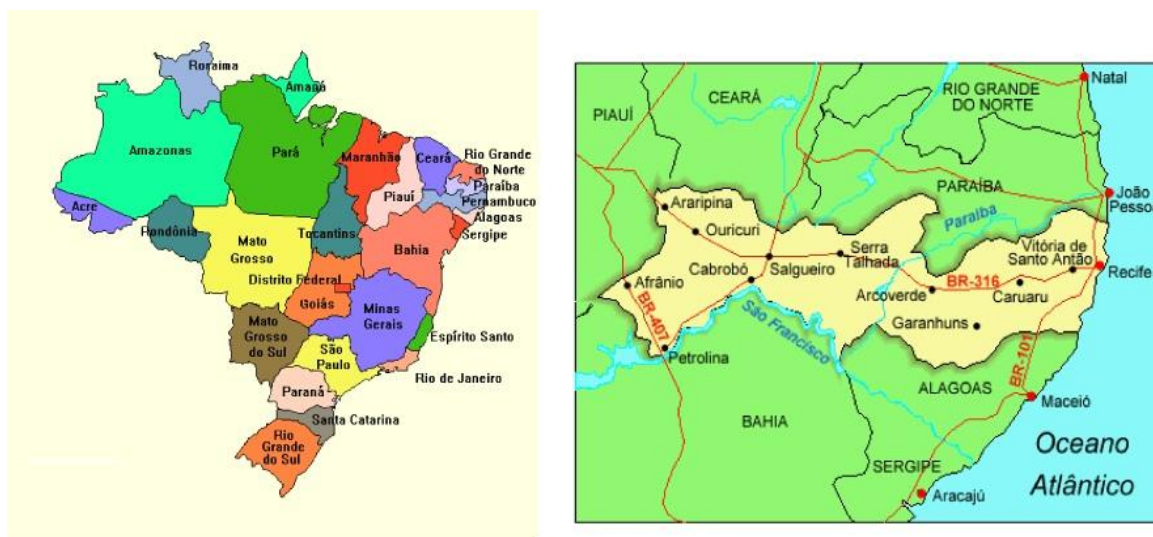 Roraima
Amapá
Amazonas
Pará
Maranhão
Ceará
Rio Grande
do Norte
Paraíba
Pernambuco
Piauí
Alagoas
Sergipe
Acre
Rondônia
Mato
Grosso
Tocantins
Bahia
Distrito Federal
Goiás
Minas
Gerais
Mato
Grosso
do Sul
Espírito Santo
São
Paulo
Rio de Janeiro
Paraná
Santa Catarina
Rio
Grande
do Sul
Natal
RIO GRANDE
DO NORTE
CEARÁ
PIAUÍ
PARAÍBA
João
Pessoa
Paraíba
Araripina
Ouricuri
Serra
Talhada
Vitória de
Santo Antão
Recife
Cabrobó
Salgueiro
Afrânio
BR-316
Arcoverde
Caruaru
BR-407
São Francisco
Garanhuns
Petrolina
BR-101
ALAGOAS
Maceió
BAHIA
Oceano
Atlântico
SERGIPE
Aracajú